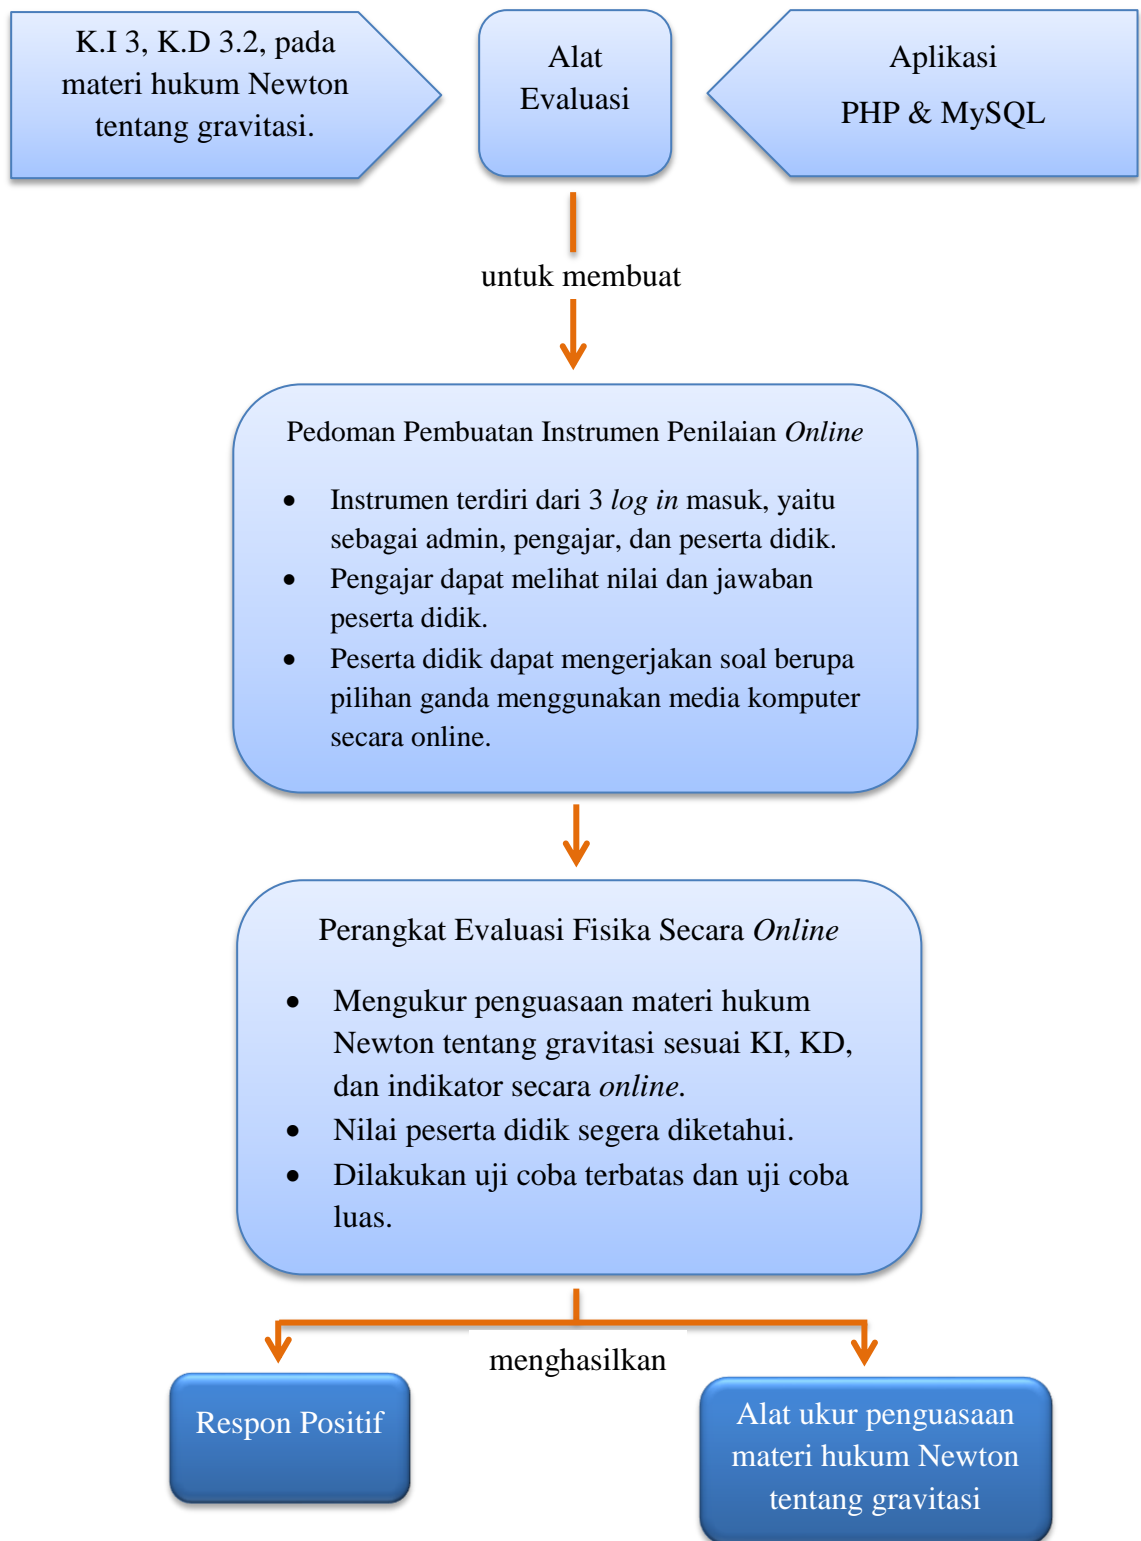 K.I 3, K.D 3.2, pada
materi hukum Newton
tentang gravitasi.
Alat
Evaluasi
Aplikasi
PHP & MySQL
untuk membuat
Pedoman Pembuatan Instrumen Penilaian Online
• Instrumen terdiri dari 3 log in masuk, yaitu
sebagai admin, pengajar, dan peserta didik.
• Pengajar dapat melihat nilai dan jawaban
peserta didik.
• Peserta didik dapat mengerjakan soal berupa
pilihan ganda menggunakan media komputer
secara online.
Perangkat Evaluasi Fisika Secara Online
• Mengukur penguasaan materi hukum
Newton tentang gravitasi sesuai KI, KD,
dan indikator secara online.
• Nilai peserta didik segera diketahui.
• Dilakukan uji coba terbatas dan uji coba
luas.
menghasilkan
Respon Positif
Alat ukur penguasaan
materi hukum Newton
tentang gravitasi